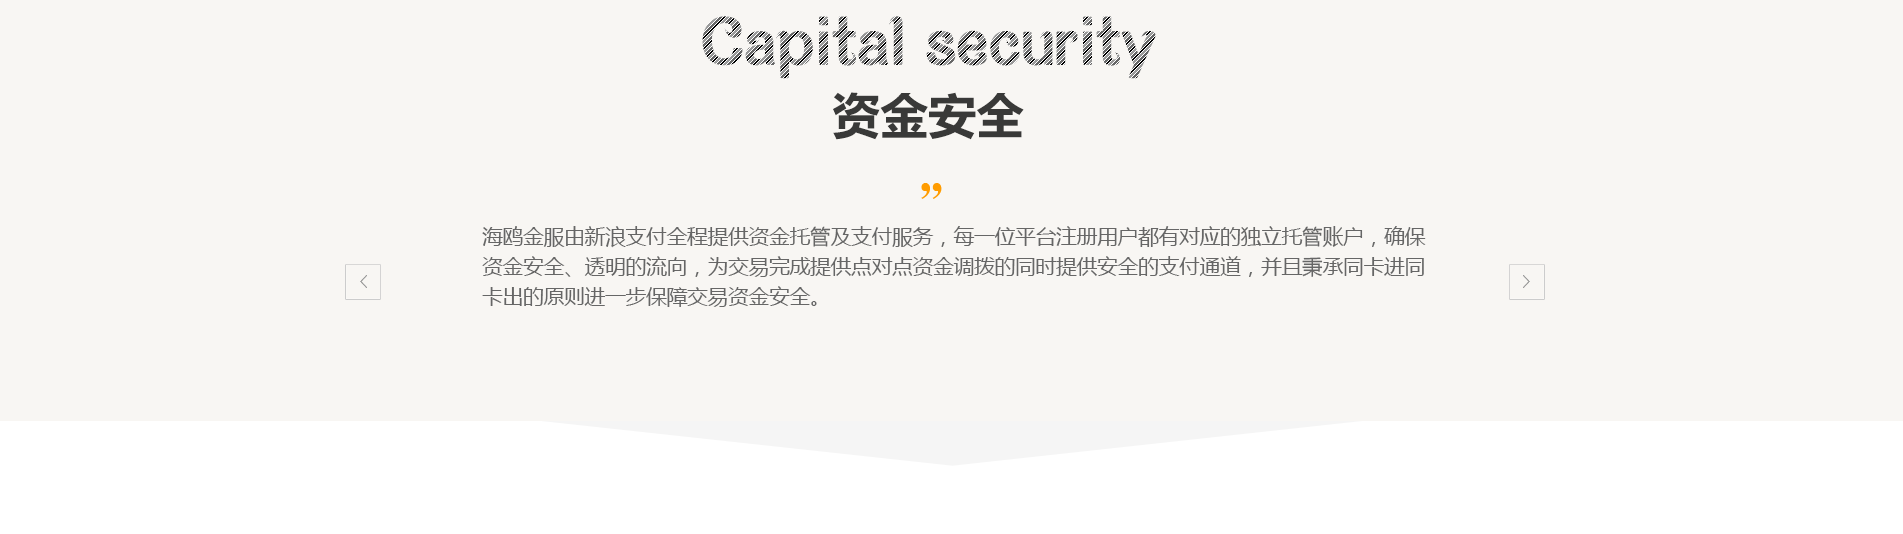 Capital security
资金安全
”
海鸥金服由新浪支付全程提供资金托管及支付服务，每一位平台注册用户都有对应的独立托管账户，确保
资金安全、透明的流向，为交易完成提供点对点资金调拨的同时提供安全的支付通道，并且秉承同卡进同
卡出的原则进一步保障交易资金安全。